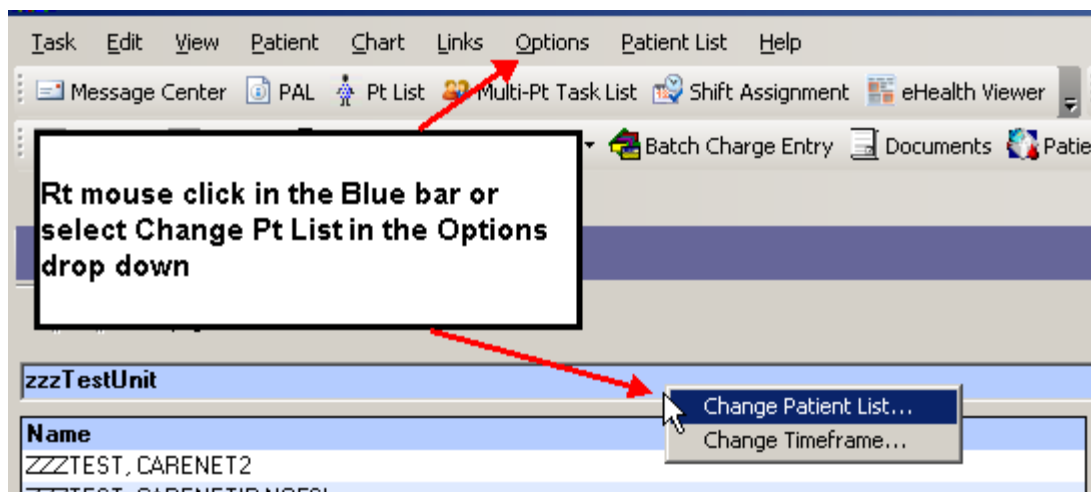 Task Edit View Patient Chart Links Options Patient List Help
Message Center PAL Pt List Multi-Pt Task List Shift Assignment eHealth Viewer
Batch Charge Entry Documents Patie
Rt mouse click in the Blue bar or
select Change Pt List in the Options
drop down
zzzTestUnit
Change Patient List...
Name
Change Timeframe...
ZZZTEST, CARENET2